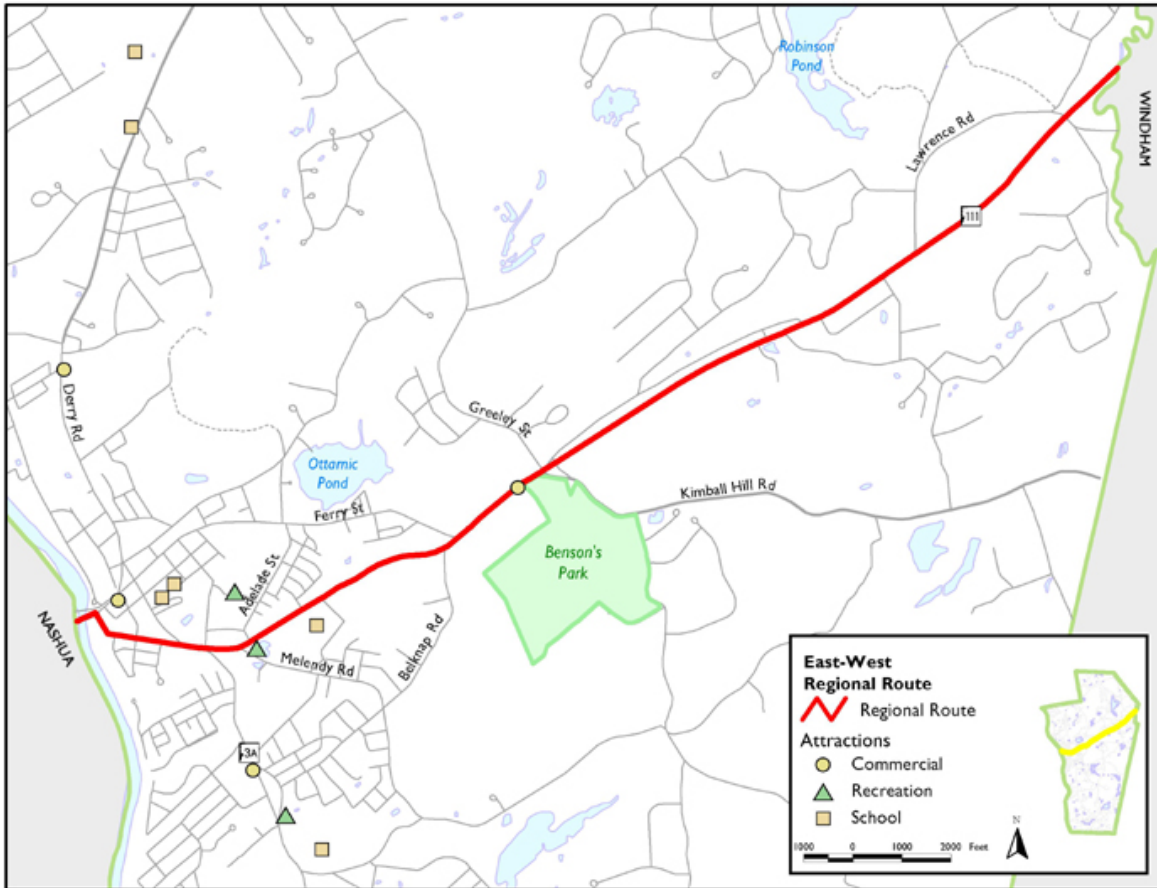 Robinson
Pond
WINDHAM
Lawrence Rd
111
Derry Rd
Greeley St
Ottarnic
Pond
Kimball Hill Rd
Ferry St
Benson's
Park
Adelade St
NASHUA
Belknap Rd
Melendy Rd
3A
East-West
Regional Route
Regional Route
Attractions
Commercial
Recreation
School
N
1000 0 1000 2000 Feet